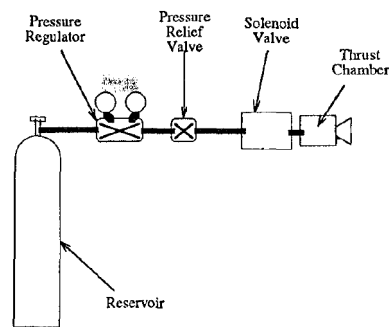 Pressure
Regulator
Pressure
Relief
Valve
Solenoid
Valve
Thrust
Chamber
Reservoir